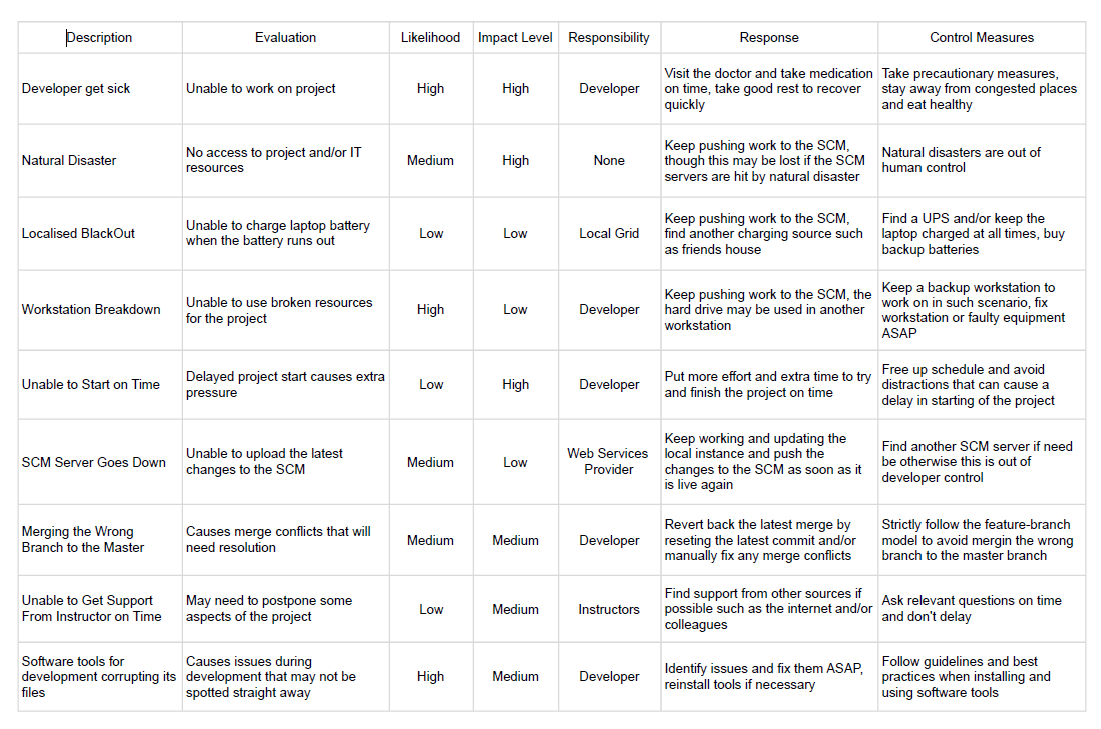 Description Evaluation Likelihood Impact Level Responsibility Response Control Measures
Developer get sick
Unable to work on project
High
High
Developer
Visit the doctor and take medication
on time, take good rest to recover
quickly
Take precautionary measures,
stay away from congested places
and eat healthy
Natural Disaster
No access to project and/or IT
resources
Medium
High
None
Keep pushing work to the SCM,
though this may be lost if the SCM
servers are hit by natural disaster
Natural disasters are out of
human control
Localised BlackOut
Unable to charge laptop battery
when the battery runs out
Low
Low
Local Grid
Keep pushing work to the SCM,
find another charging source such
as friends house
Find a UPS and/or keep the
laptop charged at all times, buy
backup batteries
Workstation Breakdown
Unable to use broken resources
for the project
High
Low
Developer
Keep pushing work to the SCM, the
hard drive may be used in another
workstation
Keep a backup workstation to
work on in such scenario, fix
workstation or faulty equipment
ASAP
Unable to Start on Time
Delayed project start causes extra
pressure
Low
High
Developer
Put more effort and extra time to try
and finish the project on time
Free up schedule and avoid
distractions that can cause a
delay in starting of the project
SCM Server Goes Down
Unable to upload the latest
changes to the SCM
Medium
Low
Web Services
Provider
Keep working and updating the
local instance and push the
changes to the SCM as soon as it
is live again
Find another SCM server if need
be otherwise this is out of
developer control
Merging the Wrong
Branch to the Master
Causes merge conflicts that will
need resolution
Medium
Medium
Developer
Revert back the latest merge by
reseting the latest commit and/or
manually fix any merge conflicts
Strictly follow the feature-branch
model to avoid mergin the wrong
branch to the master branch
Unable to Get Support
From Instructor on Time
May need to postpone some
aspects of the project
Low
Medium
Instructors
Find support from other sources if
possible such as the internet and/or
colleagues
Ask relevant questions on time
and don't delay
Software tools for
development corrupting its
files
Causes issues during
development that may not be
spotted straight away
High
Medium
Developer
Identify issues and fix them ASAP,
reinstall tools if necessary
Follow guidelines and best
practices when installing and
using software tools